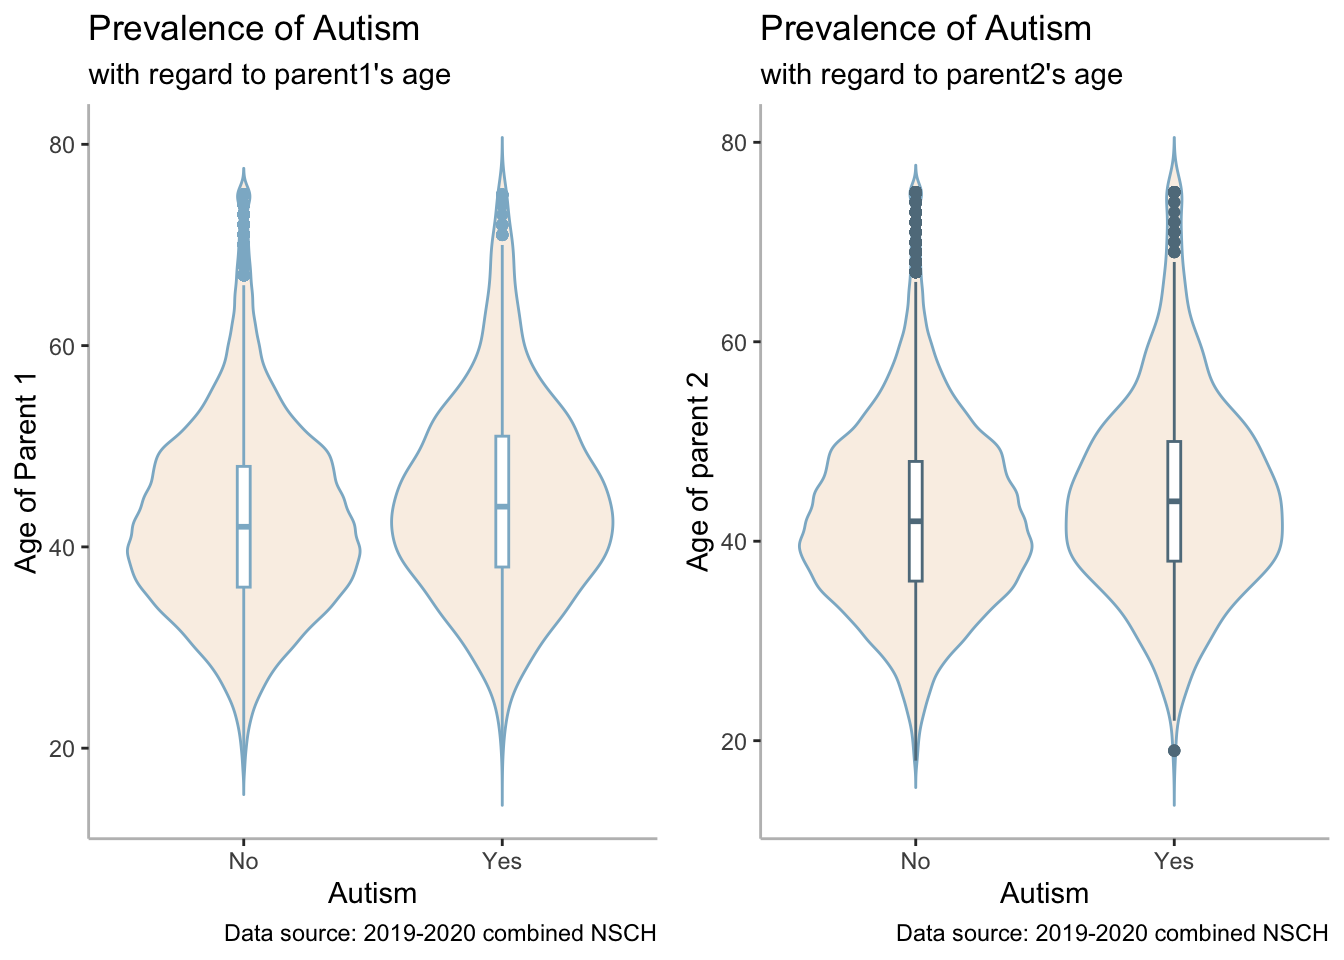 Prevalence of Autism
with regard to parent1's age
80
60
40
20
Age of Parent 1
No
Yes
Autism
Data source: 2019-2020 combined NSCH
Prevalence of Autism
with regard to parent2's age
80
60
40
20
Age of parent 2
No
Yes
Autism
Data source: 2019-2020 combined NSCH